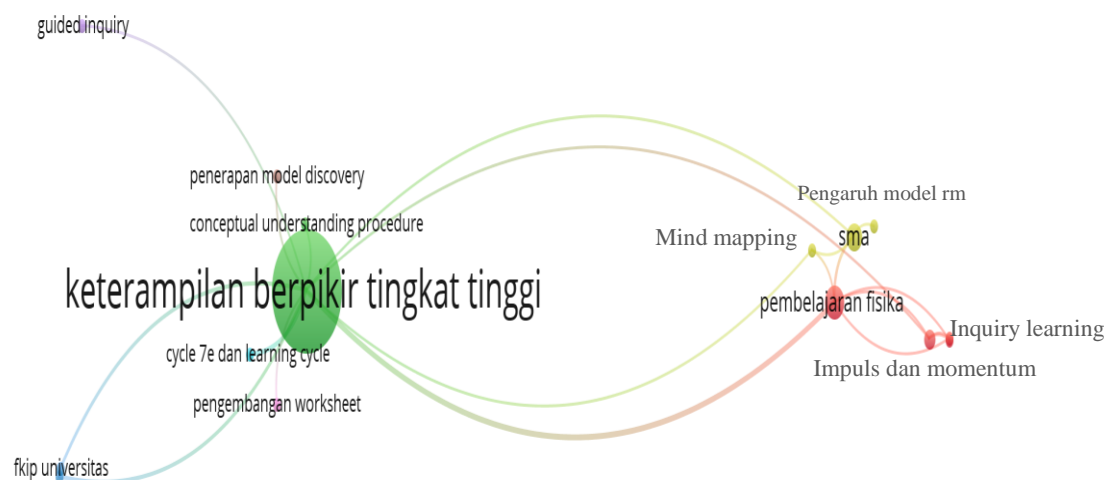 guided inquiry
penerapan model discovery
Pengaruh model rm
conceptual understanding procedure
Mind mapping
sma
keterampilan berpikir tingkat tinggi
pembelajaran fisika
Inquiry learning
cycle 7e dan learning cycle
Impuls dan momentum
pengembangan worksheet
fkip universitas